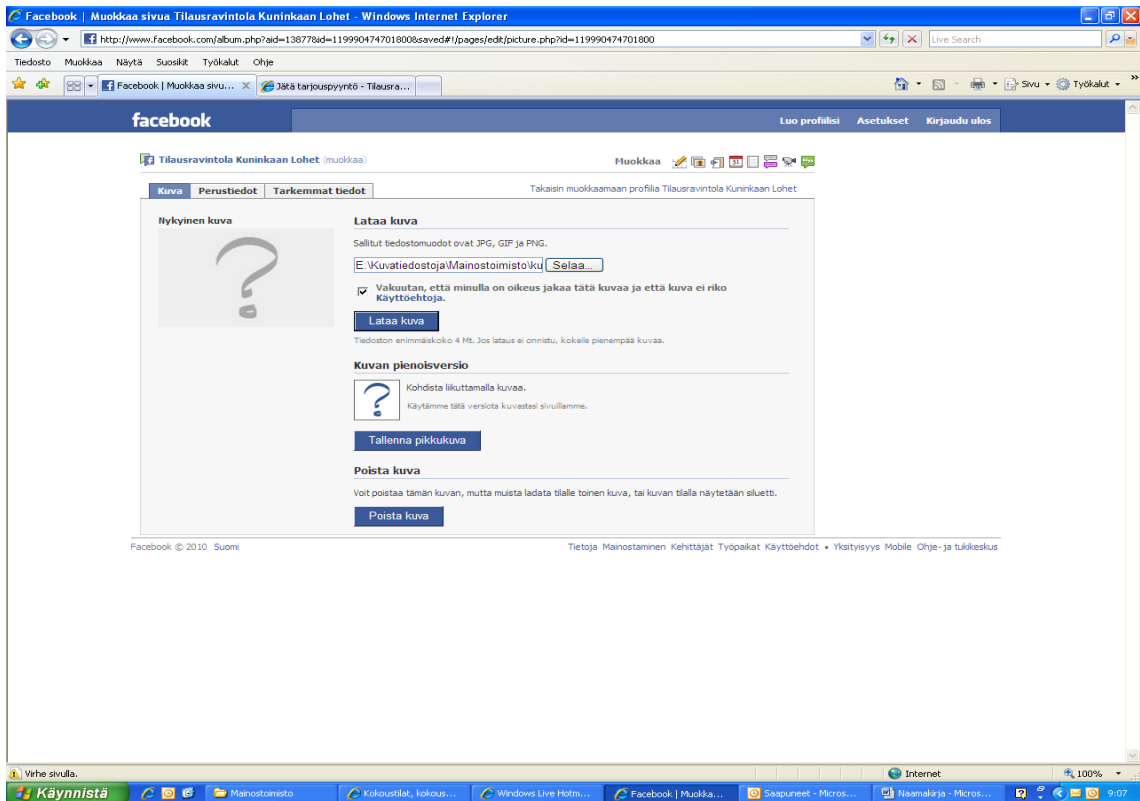 Facebook | Muokkaa sivua Tilausravintola Kuninkaan Lohet - Windows Internet Explorer
http://www.facebook.com/album.php?aid=13877&id=119990474701800&saved#!/pages/edit/picture.php?id=119990474701800
Live Search
Tiedosto Muokkaa Näytä Suosikit Työkalut Ohje
Facebook | Muokkaa sivu... Jätä tarjouspyyntö - Tilausra...
Sivu Työkalut
facebook
Luo profiilisi Asetukset Kirjaudu ulos
Tilausravintola Kuninkaan Lohet (muokkaa)
Muokkaa
31
Kuva Perustiedot Tarkemmat tiedot
Takaisin muokkaamaan profilia Tilausravintola Kuninkaan Lohet
Nykyinen kuva
Lataa kuva
Sallitut tiedostomuodot ovat JPG, GIF ja PNG.
E:\Kuvatiedostoja\Mainostoimisto\ku Selaa...
Vakuutan, että minulla on oikeus jakaa tätä kuvaa ja että kuva ei riko
Käyttöehtoja.
Lataa kuva
Tiedoston enimmäiskoko 4 Mt. Jos lataus ei onnistu, kokeile pienempää kuvaa.
Kuvan pienoisversio
Kohdista liikuttamalla kuvaa.
Käytämme tätä versiota kuvastasi sivuillamme.
Tallenna pikkukuva
Poista kuva
Voit poistaa tämän kuvan, mutta muista ladata tilalle toinen kuva, tai kuvan tilalla näytetään siluetti.
Poista kuva
Facebook © 2010 Suomi
Tietoja Mainostaminen Kehittäjät Työpaikat Käyttöehdot • Yksityisyys Mobile Ohje- ja tukikeskus
Virhe sivulla.
Internet
100%
Käynnistä
Mainostoimisto
Kokoustilat, kokous...
Windows Live Hotm...
Facebook | Muokka...
Saapuneet - Micros...
Naamakirja - Micros...
9:07